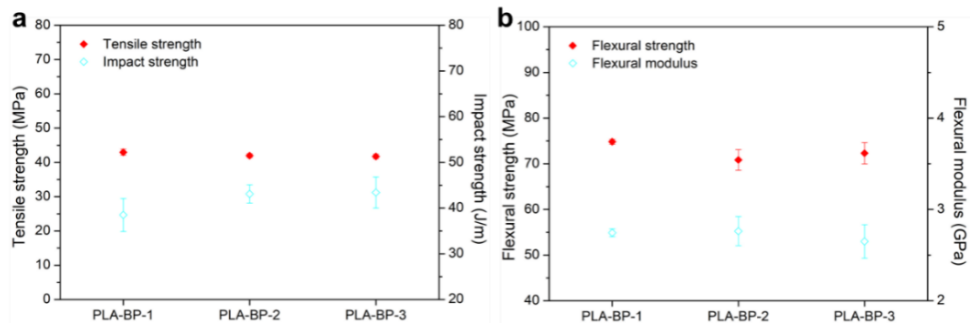 a
80
70
60
50
40
30
20
10
0
Tensile strength (MPa)
Tensile strength
Impact strength
80
70
60
50
40
30
20
Impact strength (J/m)
PLA-BP-1 PLA-BP-2 PLA-BP-3
b
100
90
80
70
60
50
40
Flexural strength (MPa)
Flexural strength
Flexural modulus
5
4
3
2
Flexural modulus (GPa)
PLA-BP-1 PLA-BP-2 PLA-BP-3